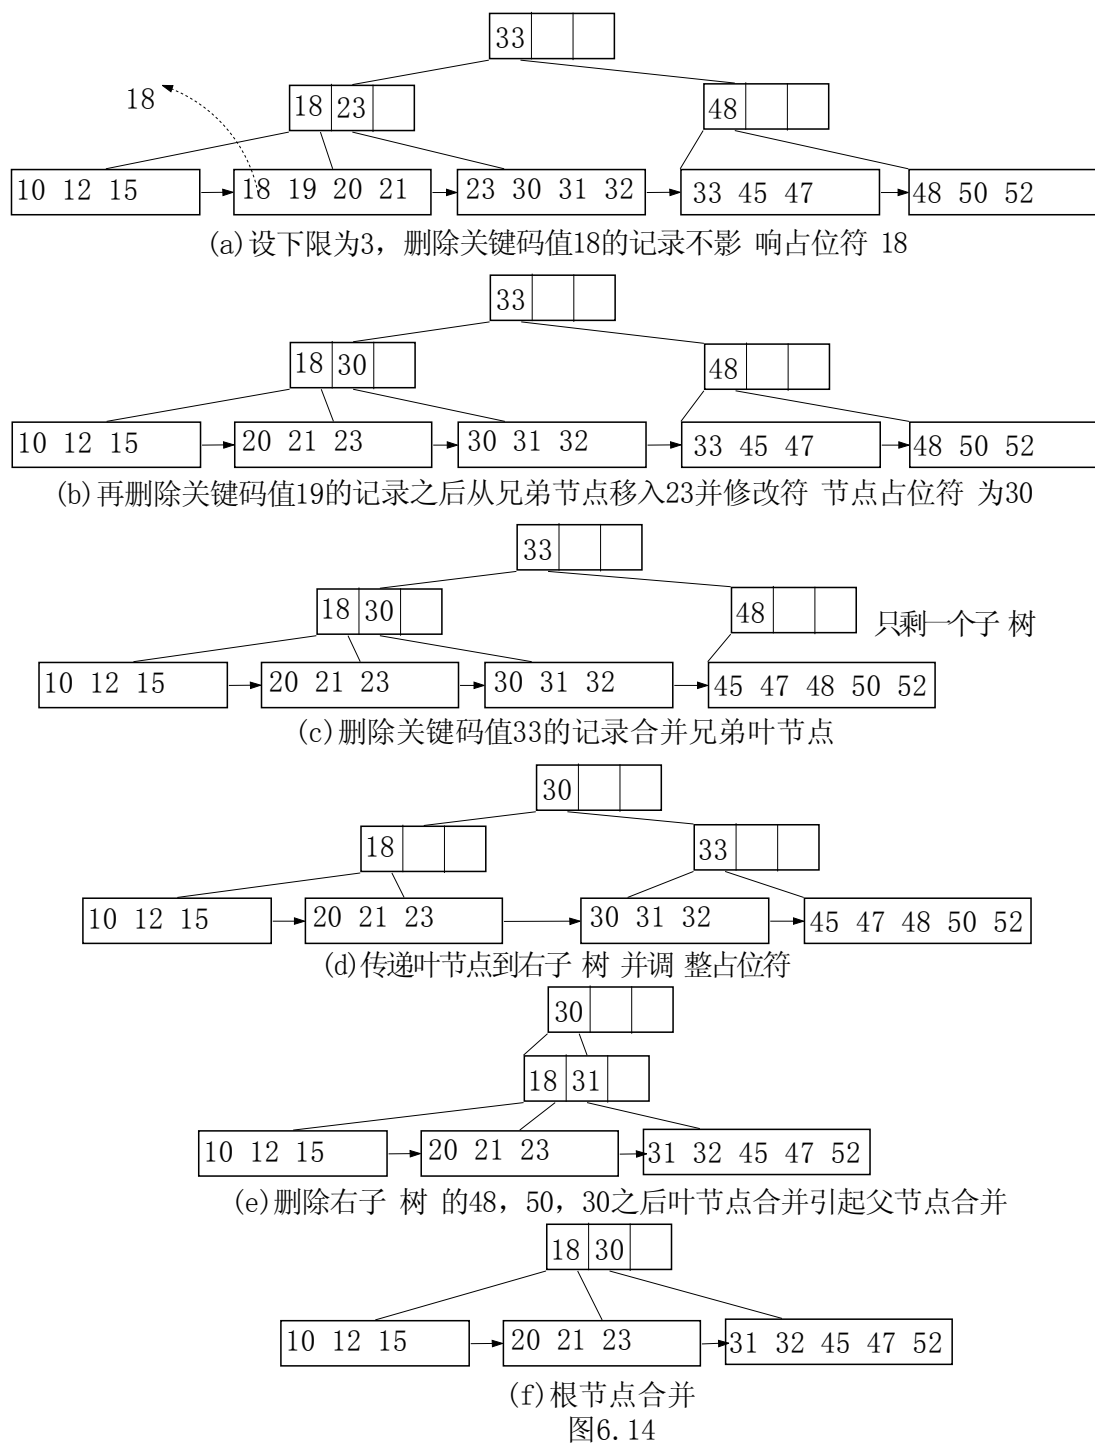 33
18 23
48
18
10 12 15
18 19 20 21
23 30 31 32
33 45 47
48 50 52
(a)设下限为3, 删除关键码值18的记录不影 响占位符 18
33
18 30
48
10 12 15
20 21 23
30 31 32
33 45 47
48 50 52
(b)再删除关键码值19的记录之后从兄弟节点移入23并修改符 节点占位符 为30
33
18 30
48
只剩一个子 树
10 12 15
20 21 23
30 31 32
45 47 48 50 52
(c)删除关键码值33的记录合并兄弟叶节点
30
18
33
10 12 15
20 21 23
30 31 32
45 47 48 50 52
(d)传递叶节点到右子 树 并调 整占位符
30
18 31
10 12 15
20 21 23
31 32 45 47 52
(e)删除右子 树 的48, 50, 30之后叶节点合并引起父节点合并
18 30
10 12 15
20 21 23
31 32 45 47 52
(f)根节点合并
图6.14